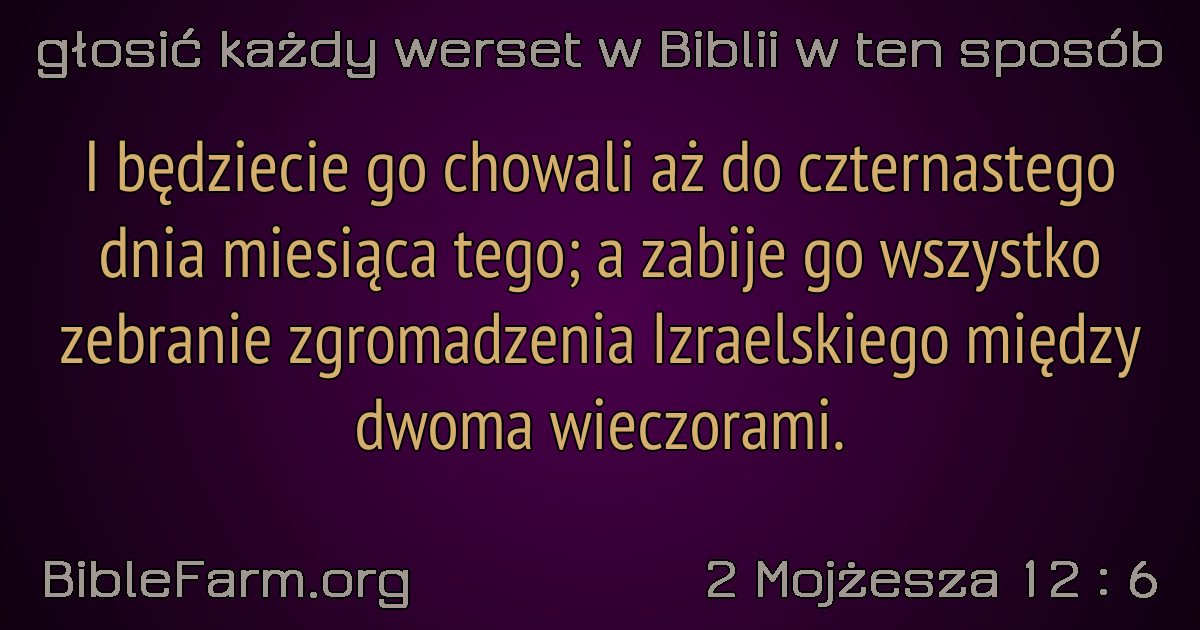 głosić każdy werset w Biblii w ten sposób
I będziecie go chowali aż do czternastego
dnia miesiąca tego; a zabije go wszystko
zebranie zgromadzenia Izraelskiego między
dwoma wieczorami.
BibleFarm.org
2 Mojżesza 12 : 6